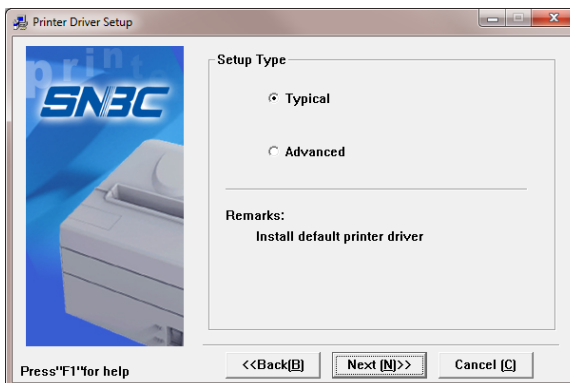 Printer Driver Setup
printe
SNBC
Setup Type
Typical
Advanced
Remarks:
Install default printer driver
Press"F1"for help
<<Back(B)
Next (N)>>
Cancel (C)